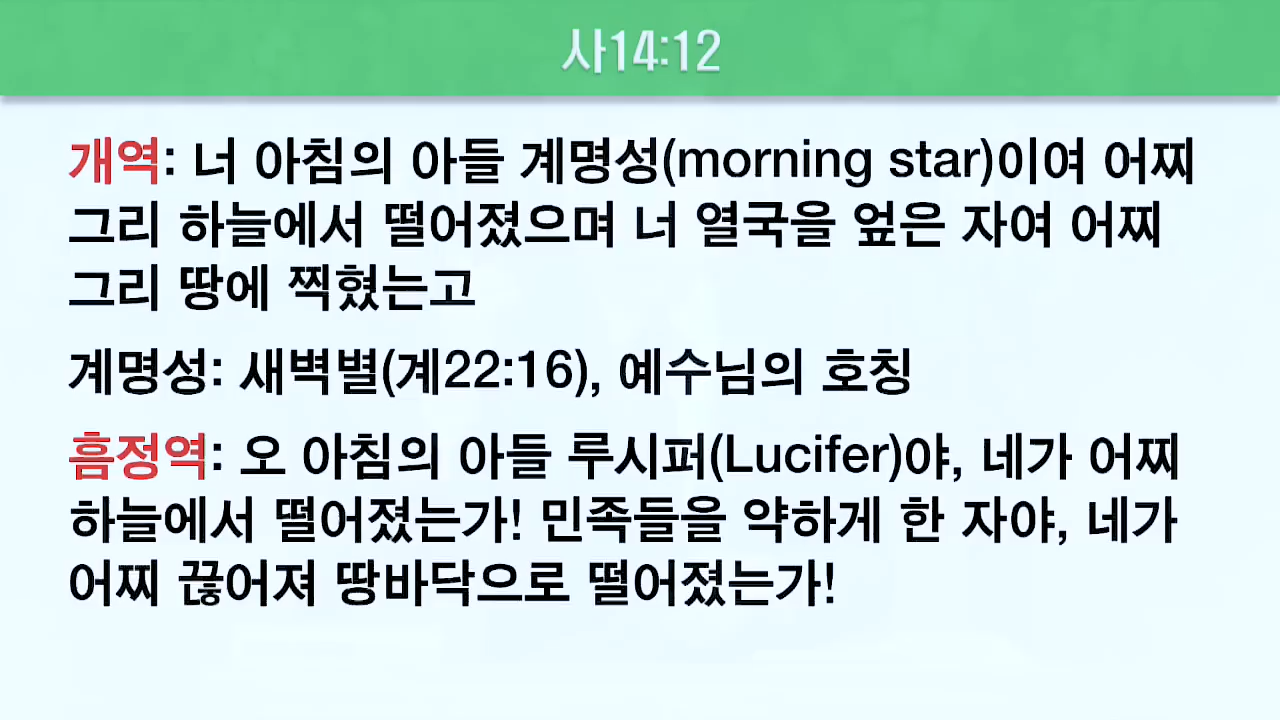 사14:12
개역: 너 아침의 아들 계명성(morning star)이여 어찌
그리 하늘에서 떨어졌으며 너 열국을 엎은 자여 어찌
그리 땅에 찍혔는고
계명성: 새벽별(계22:16), 예수님의 호칭
흠정역: 오 아침의 아들 루시퍼(Lucifer)야, 네가 어찌
하늘에서 떨어졌는가! 민족들을 약하게 한 자야, 네가
어찌 끊어져 땅바닥으로 떨어졌는가!